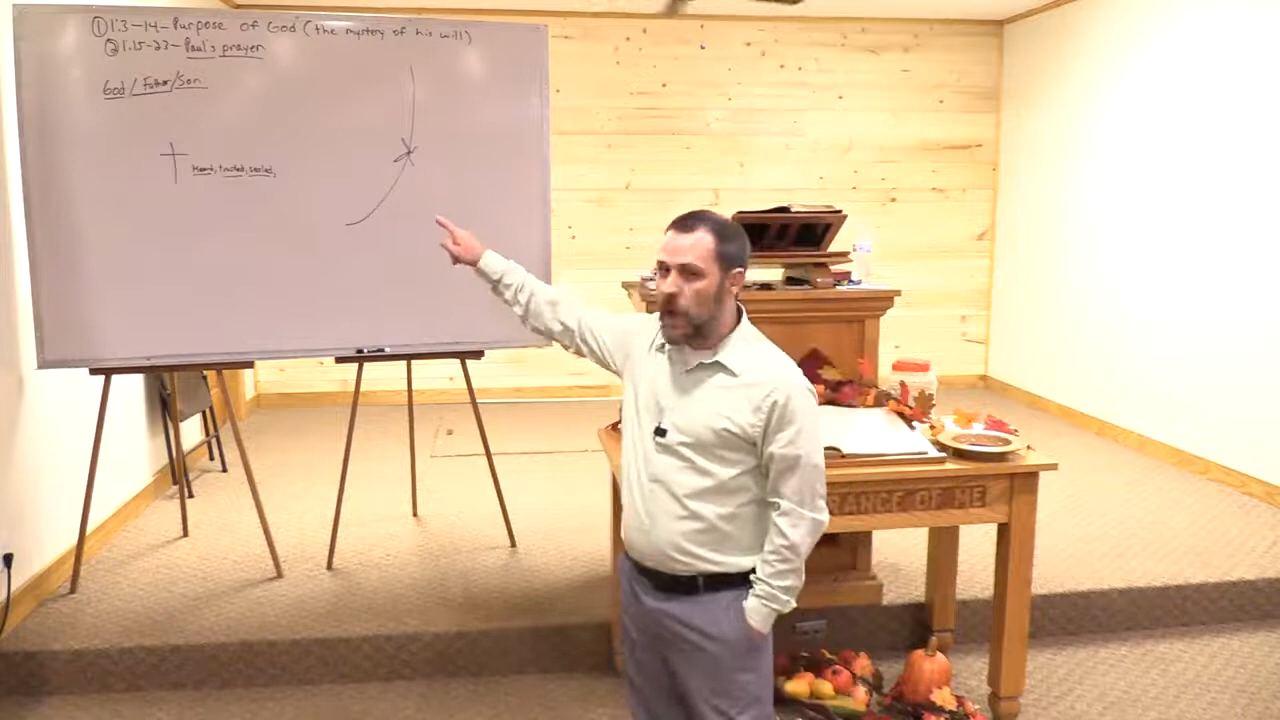 ① 1:3-14-Purpose of God" (the mystery of his will)
② 1:15-23- Paul's prayer
God / Father / Son
Heard, trusted, sealed,
RANCE OF ME